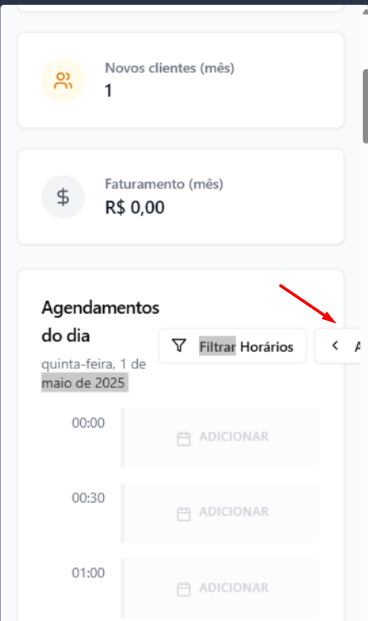 Novos clientes (mês)
1
Faturamento (mês)
R$ 0,00
Agendamentos
do dia
quinta-feira, 1 de
maio de 2025
Filtrar Horários
A
00:00
ADICIONAR
00:30
ADICIONAR
01:00
ADICIONAR